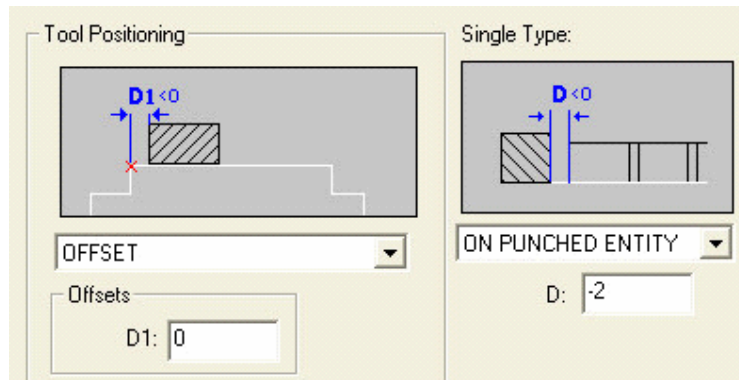 Tool Positioning
D1<0
OFFSET
Offsets
D1: 0
Single Type:
D<0
ON PUNCHED ENTITY
D: -2